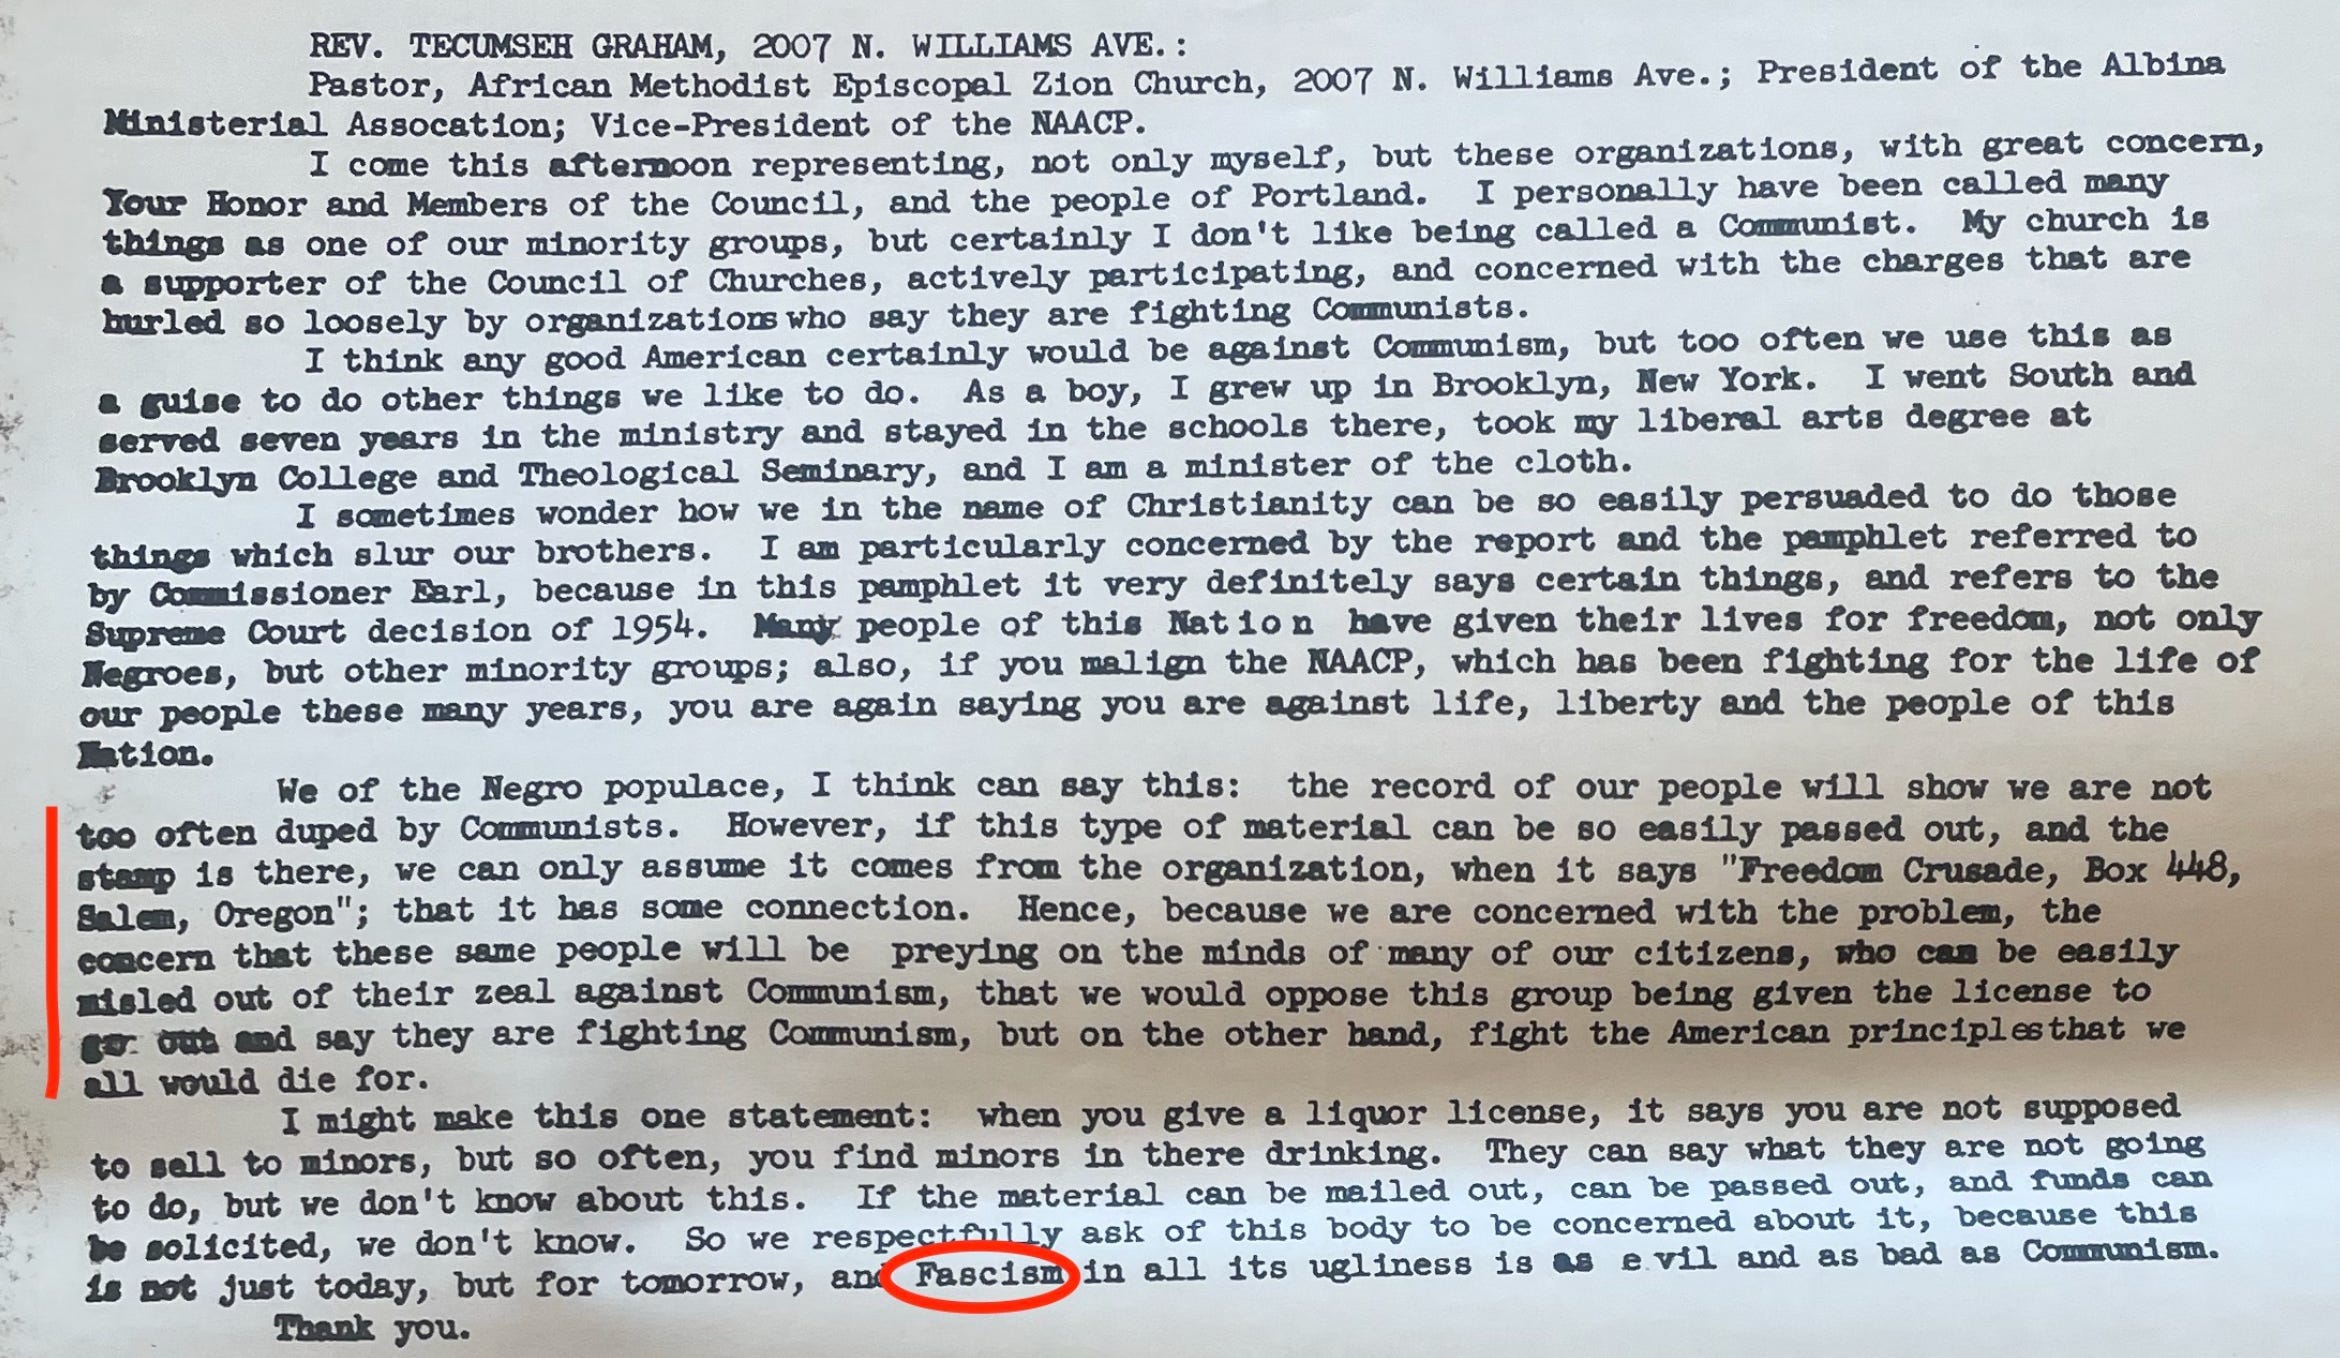 REV. TECUMSEH GRAHAM, 2007 N. WILLIAMS AVE.:
Pastor, African Methodist Episcopal Zion Church, 2007 N. Williams Ave.; President of the Albina
Ministerial Assocation; Vice-President of the NAACP.
I come this afternoon representing, not only myself, but these organizations, with great concern,
Your Honor and Members of the Council, and the people of Portland. I personally have been called many
things as one of our minority groups, but certainly I don't like being called a Communist. My church is
a supporter of the Council of Churches, actively participating, and concerned with the charges that are
hurled so loosely by organizations who say they are fighting Communists.
I think any good American certainly would be against Communism, but too often we use this as
a guise to do other things we like to do. As a boy, I grew up in Brooklyn, New York. I went South and
served seven years in the ministry and stayed in the schools there, took my liberal arts degree at
Brooklyn College and Theological Seminary, and I am a minister of the cloth.
I sometimes wonder how we in the name of Christianity can be so easily persuaded to do those
things which slur our brothers. I am particularly concerned by the report and the pamphlet referred to
by Commissioner Earl, because in this pamphlet it very definitely says certain things, and refers to the
Supreme Court decision of 1954. Many people of this Nation have given their lives for freedom, not only
Negroes, but other minority groups; also, if you malign the NAACP, which has been fighting for the life of
our people these many years, you are again saying you are against life, liberty and the people of this
Nation.
We of the Negro populace, I think can say this: the record of our people will show we are not
too often duped by Communists. However, if this type of material can be so easily passed out, and the
stamp is there, we can only assume it comes from the organization, when it says "Freedom Crusade, Box 448,
Salem, Oregon"; that it has some connection. Hence, because we are concerned with the problem, the
concern that these same people will be preying on the minds of many of our citizens, who can be easily
misled out of their zeal against Communism, that we would oppose this group being given the license to
go out and say they are fighting Communism, but on the other hand, fight the American principles that we
all would die for.
I might make this one statement: when you give a liquor license, it says you are not supposed
to sell to minors, but so often, you find minors in there drinking. They can say what they are not going
to do, but we don't know about this. If the material can be mailed out, can be passed out, and funds can
be solicited, we don't know. So we respectfully ask of this body to be concerned about it, because this
is not just today, but for tomorrow, and Fascism in all its ugliness is as evil and as bad as Communism.
Thank you.